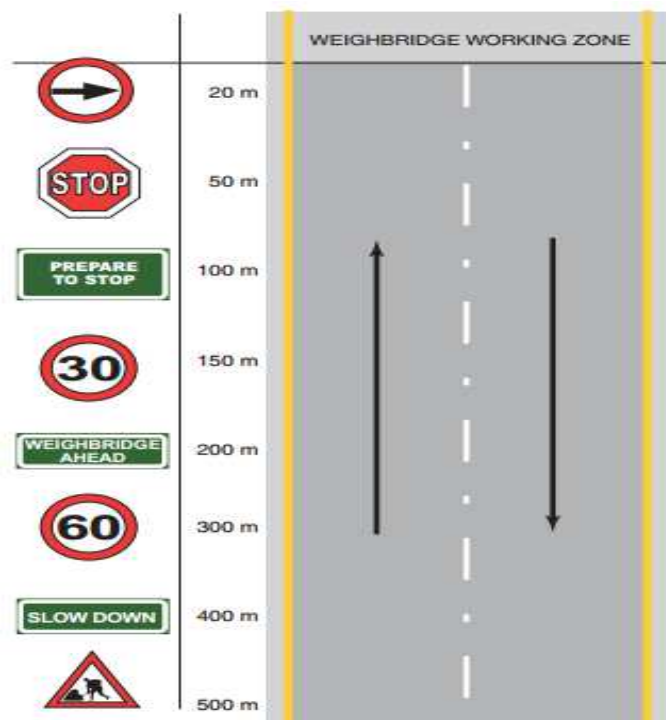 WEIGHBRIDGE WORKING ZONE
20 m
STOP
50 m
PREPARE
TO STOP
100 m
30
150 m
WEIGHBRIDGE
AHEAD
200 m
60
300 m
SLOW DOWN
400 m
500 m